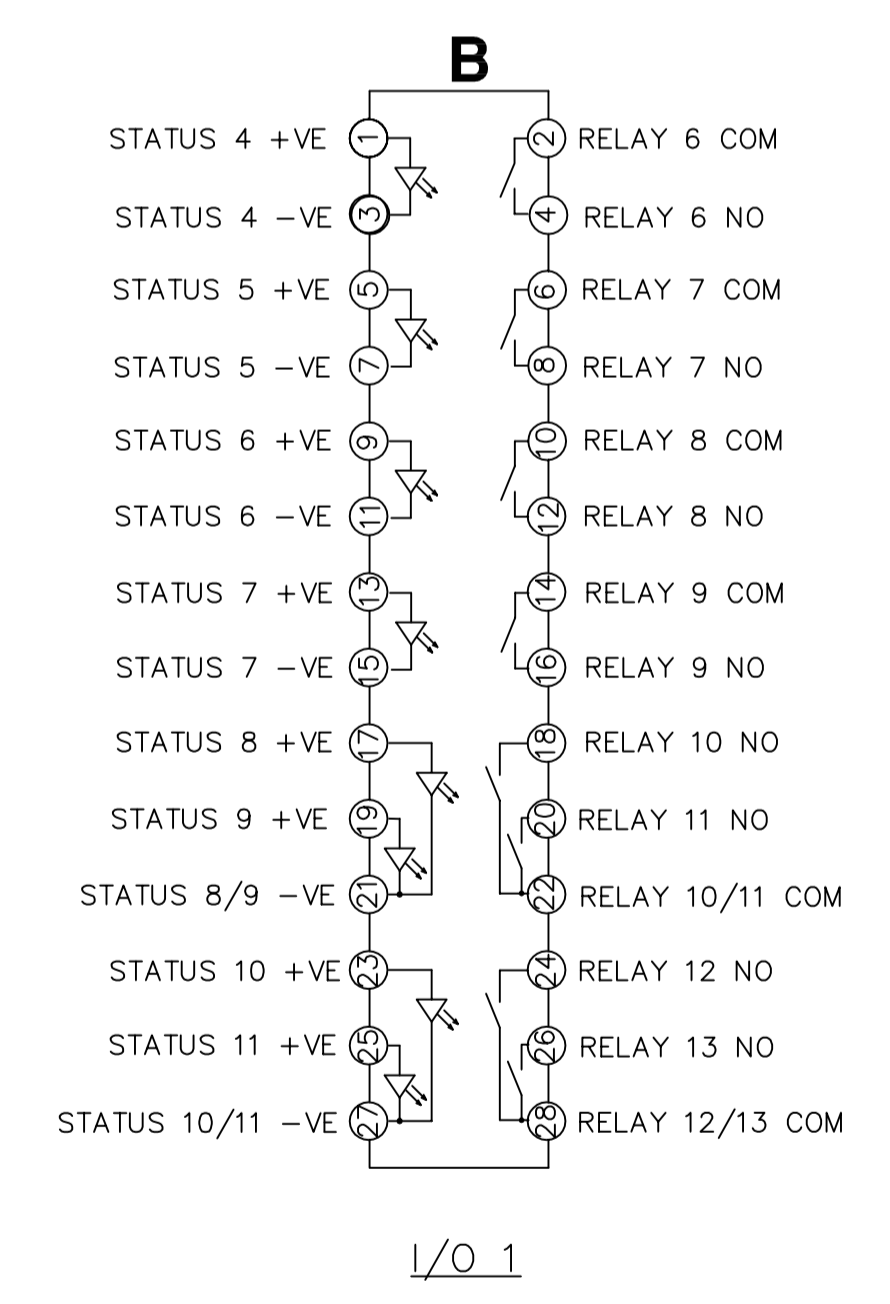 B
STATUS 4 +VE 1 2 RELAY 6 COM
STATUS 4 −VE 3 4 RELAY 6 NO
STATUS 5 +VE 5 6 RELAY 7 COM
STATUS 5 −VE 7 8 RELAY 7 NO
STATUS 6 +VE 9 10 RELAY 8 COM
STATUS 6 −VE 11 12 RELAY 8 NO
STATUS 7 +VE 13 14 RELAY 9 COM
STATUS 7 −VE 15 16 RELAY 9 NO
STATUS 8 +VE 17 18 RELAY 10 NO
STATUS 9 +VE 19 20 RELAY 11 NO
STATUS 8/9 −VE 21 22 RELAY 10/11 COM
STATUS 10 +VE 23 24 RELAY 12 NO
STATUS 11 +VE 25 26 RELAY 13 NO
STATUS 10/11 −VE 27 28 RELAY 12/13 COM
I/O 1